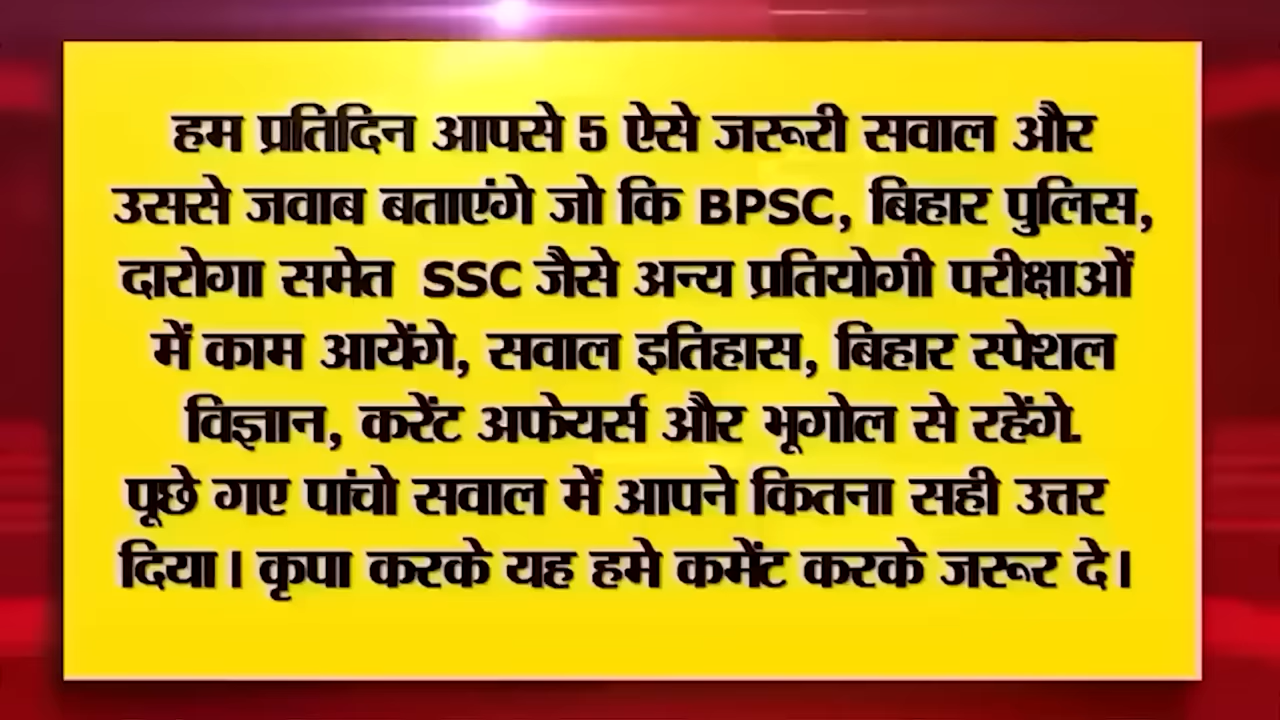 हम प्रतिदिन आपसे 5 ऐसे जरूरी सवाल और
उससे जवाब बताएंगे जो कि BPSC, बिहार पुलिस,
दारोगा समेत SSC जैसे अन्य प्रतियोगी परीक्षाओं
में काम आयेंगे, सवाल इतिहास, बिहार स्पेशल
विज्ञान, करेंट अफेयर्स और भूगोल से रहेंगे.
पूछे गए पांचो सवाल में आपने कितना सही उत्तर
दिया। कृपा करके यह हमे कमेंट करके जरूर दे।